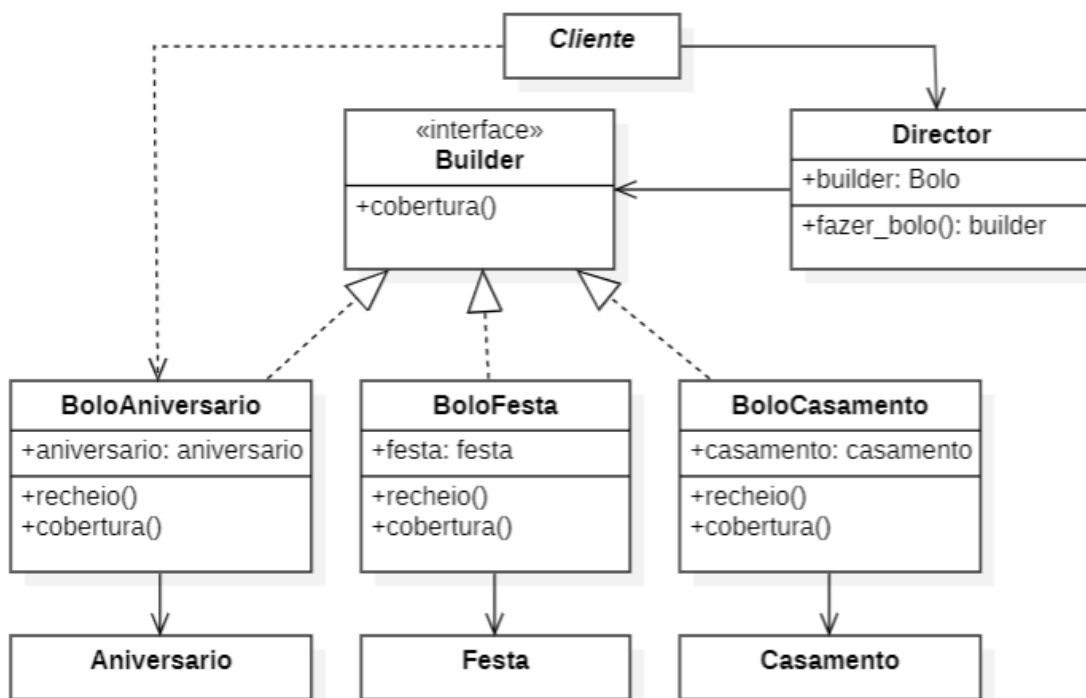 Cliente
«interface»
Builder
+cobertura()
Director
+builder: Bolo
+fazer_bolo(): builder
BoloAniversario
+aniversario: aniversario
+recheio()
+cobertura()
BoloFesta
+festa: festa
+recheio()
+cobertura()
BoloCasamento
+casamento: casamento
+recheio()
+cobertura()
Aniversario
Festa
Casamento